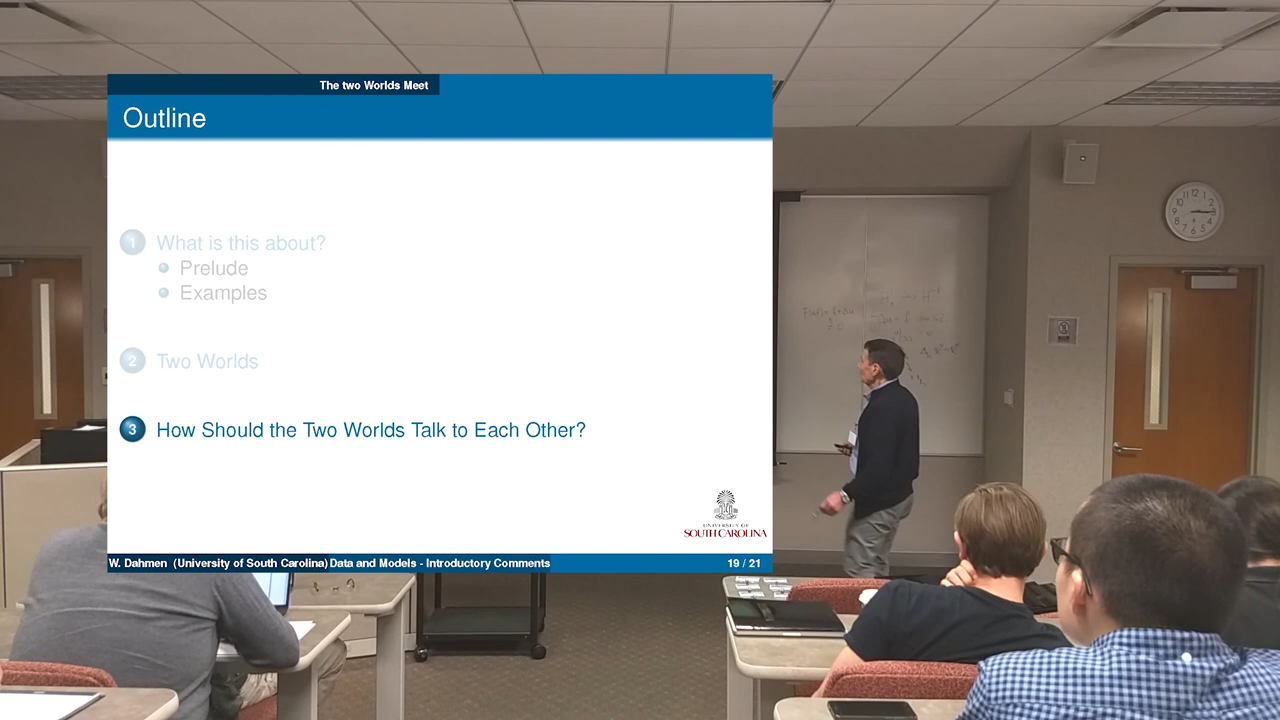 The two Worlds Meet
Outline
1 What is this about?
Prelude
Examples
2 Two Worlds
3 How Should the Two Worlds Talk to Each Other?
UNIVERSITY OF
SOUTH CAROLINA
W. Dahmen (University of South Carolina) Data and Models - Introductory Comments 19 / 21